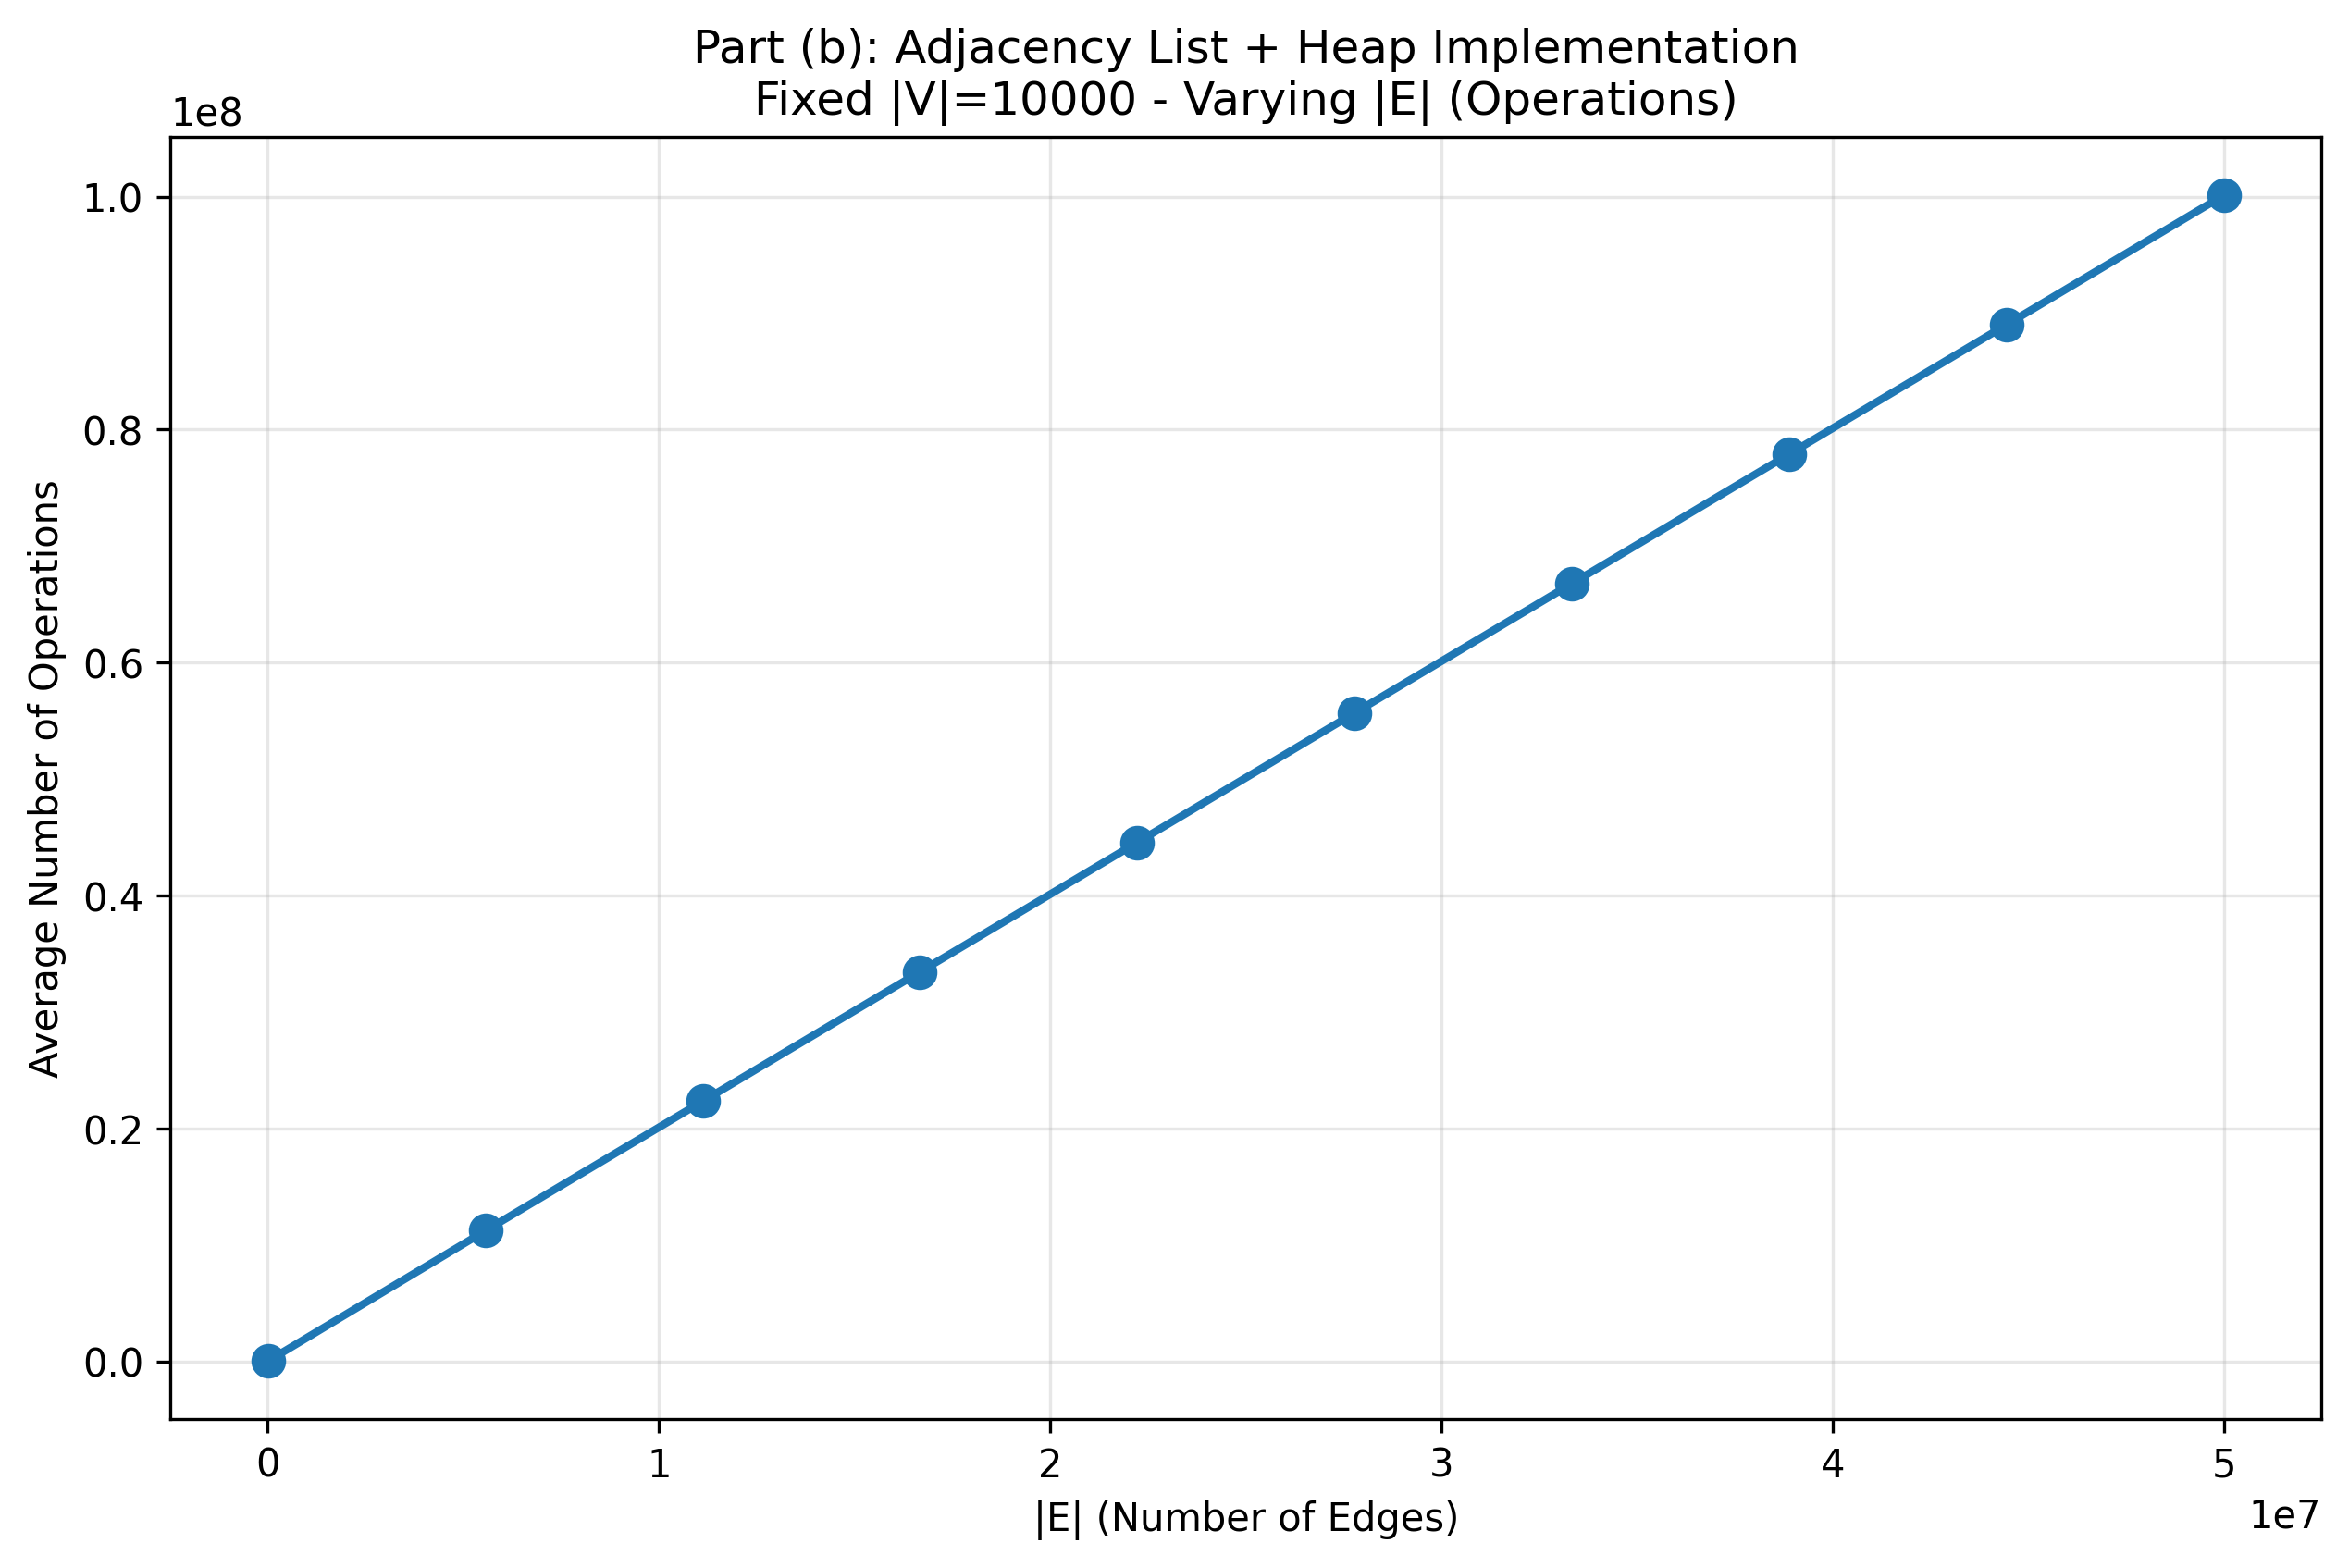 Part (b): Adjacency List + Heap Implementation
Fixed |V|=10000 - Varying |E| (Operations)
1e8
1.0
0.8
0.6
0.4
0.2
0.0
Average Number of Operations
0 1 2 3 4 5
|E| (Number of Edges)
1e7